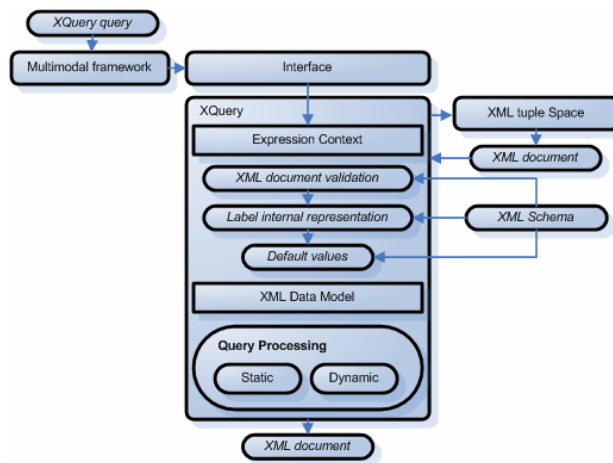 XQuery query
Multimodal framework
Interface
XQuery
XML tuple Space
Expression Context
XML document
XML document validation
Label internal representation
XML Schema
Default values
XML Data Model
Query Processing
Static
Dynamic
XML document